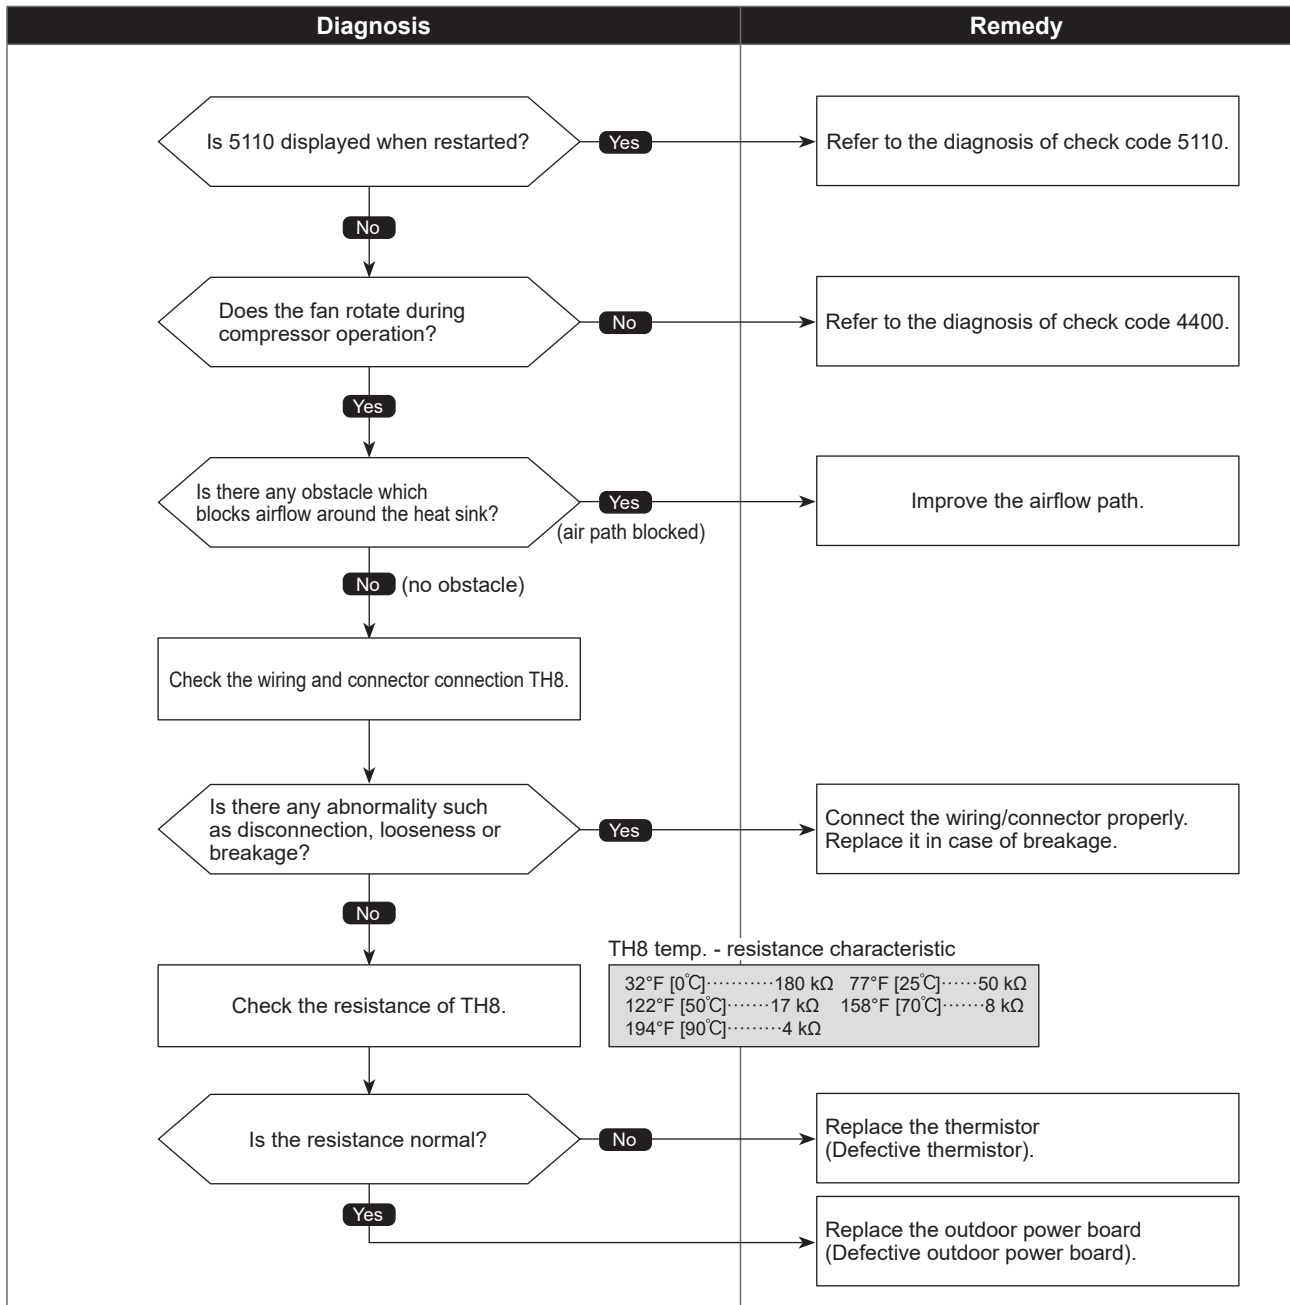 Diagnosis
Remedy
Is 5110 displayed when restarted?
Yes
Refer to the diagnosis of check code 5110.
No
Does the fan rotate during
compressor operation?
No
Refer to the diagnosis of check code 4400.
Yes
Is there any obstacle which
blocks airflow around the heat sink?
Yes
(air path blocked)
Improve the airflow path.
No (no obstacle)
Check the wiring and connector connection TH8.
Is there any abnormality such
as disconnection, looseness or
breakage?
Yes
Connect the wiring/connector properly.
Replace it in case of breakage.
No
TH8 temp. - resistance characteristic
32°F [0℃]···········180 kΩ 77°F [25℃]······50 kΩ
122°F [50℃]·······17 kΩ 158°F [70℃]·······8 kΩ
194°F [90℃]·········4 kΩ
Check the resistance of TH8.
Is the resistance normal?
No
Replace the thermistor
(Defective thermistor).
Yes
Replace the outdoor power board
(Defective outdoor power board).